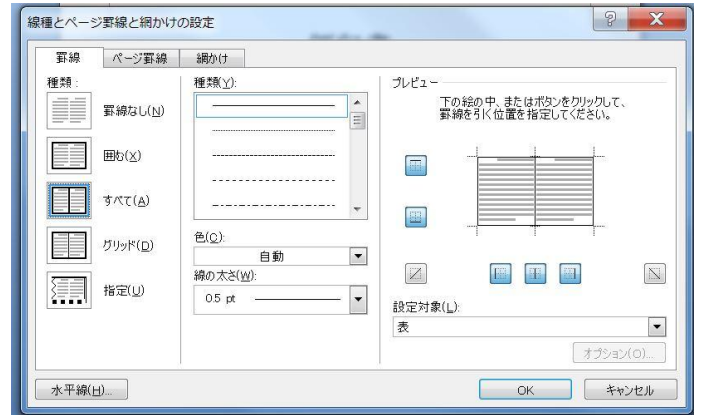 線種とページ罫線と網かけの設定
罫線
ページ罫線
網かけ
種類:
罫線なし(N)
囲む(X)
すべて(A)
グリッド(D)
指定(U)
種類(Y):
色(C):
自動
線の太さ(W):
0.5 pt
プレビュー
下の絵の中、またはボタンをクリックして、
罫線を引く位置を指定してください。
設定対象(L):
表
オプション(O)...
水平線(H)...
OK
キャンセル